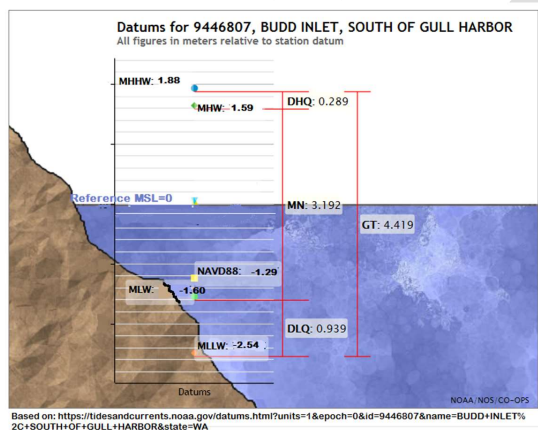 Datums for 9446807, BUDD INLET, SOUTH OF GULL HARBOR
All figures in meters relative to station datum
MHHW: 1.88
DHQ: 0.289
MHW: 1.59
Reference MSL=0
MN: 3.192
GT: 4.419
NAVD88: -1.29
MLW: -1.60
DLQ: 0.939
MLLW: -2.54
Datums
NOAA/NOS/CO-OPS
Based on: https://tidesandcurrents.noaa.gov/datums.html?units=1&epoch=0&id=9446807&name=BUDD+INLET%
2C+SOUTH+OF+GULL+HARBOR&state=WA